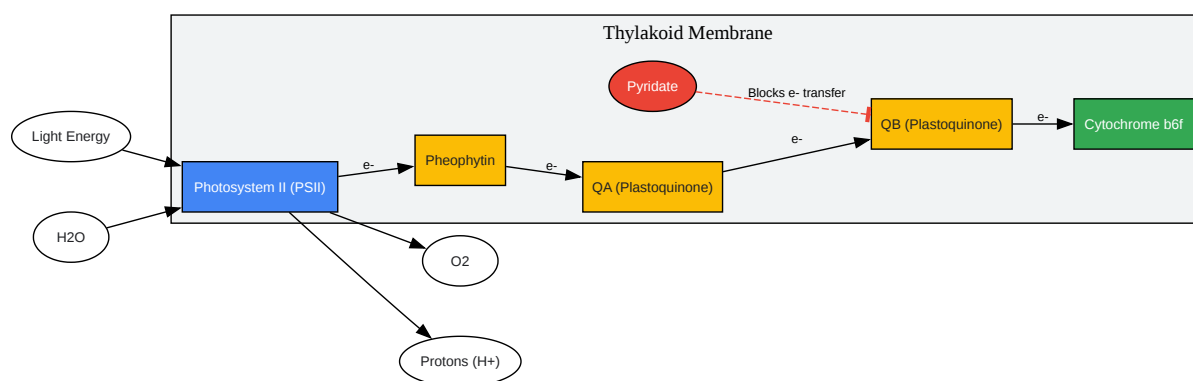 Thylakoid Membrane
Pyridate
Blocks e- transfer
QB (Plastoquinone)
e-
Cytochrome b6f
Light Energy
Photosystem II (PSII)
e-
Pheophytin
e-
QA (Plastoquinone)
e-
H2O
O2
Protons (H+)